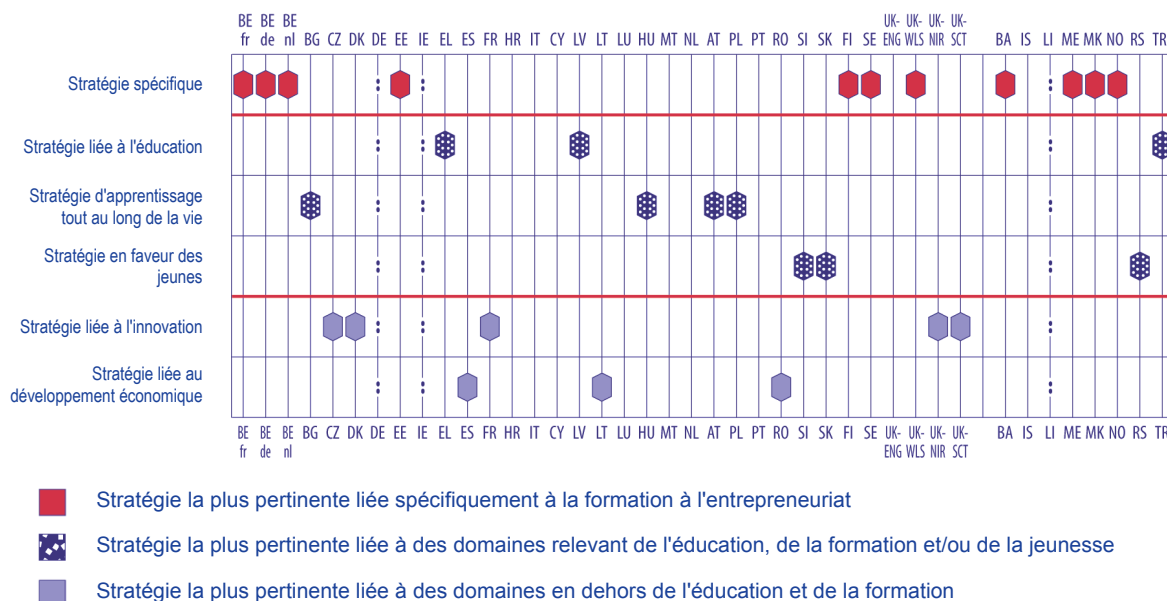 BE fr BE de BE nl BG CZ DK DE EE IE EL ES FR HR IT CY LV LT LU HU MT NL AT PL PT RO SI SK FI SE UK-ENG UK-WLS UK-NIR UK-SCT BA IS LI ME MK NO RS TR
Stratégie spécifique
Stratégie liée à l'éducation
Stratégie d'apprentissage
tout au long de la vie
Stratégie en faveur des
jeunes
Stratégie liée à l'innovation
Stratégie liée au
développement économique
BE fr BE de BE nl BG CZ DK DE EE IE EL ES FR HR IT CY LV LT LU HU MT NL AT PL PT RO SI SK FI SE UK-ENG UK-WLS UK-NIR UK-SCT BA IS LI ME MK NO RS TR
Stratégie la plus pertinente liée spécifiquement à la formation à l'entrepreneuriat
Stratégie la plus pertinente liée à des domaines relevant de l'éducation, de la formation et/ou de la jeunesse
Stratégie la plus pertinente liée à des domaines en dehors de l'éducation et de la formation